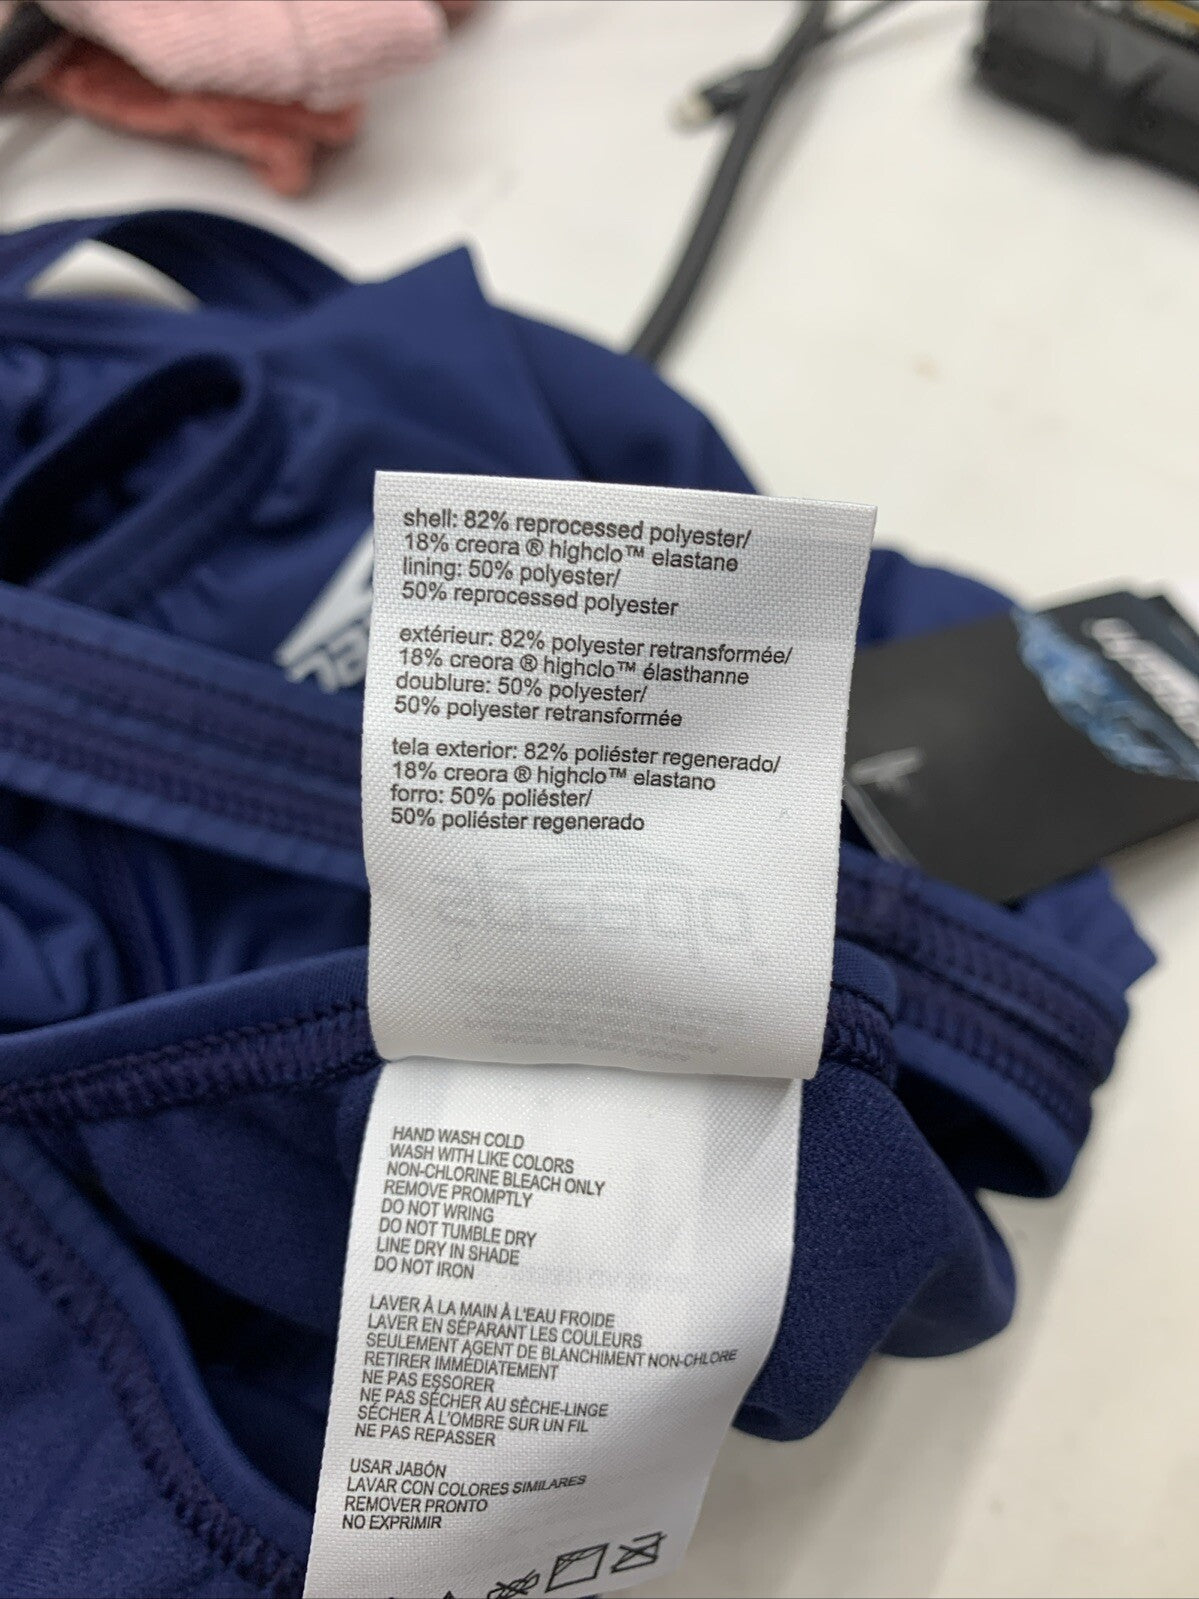 shell: 82% reprocessed polyester/
18% creora ® highclo™ elastane
lining: 50% polyester/
50% reprocessed polyester
extérieur: 82% polyester retransformée/
18% creora ® highclo™ élasthanne
doublure: 50% polyester/
50% polyester retransformée
tela exterior: 82% poliéster regenerado/
18% creora ® highclo™ elastano
forro: 50% poliéster/
50% poliéster regenerado
HAND WASH COLD
WASH WITH LIKE COLORS
NON-CHLORINE BLEACH ONLY
REMOVE PROMPTLY
DO NOT WRING
DO NOT TUMBLE DRY
LINE DRY IN SHADE
DO NOT IRON
LAVER À LA MAIN À L'EAU FROIDE
LAVER EN SÉPARANT LES COULEURS
SEULEMENT AGENT DE BLANCHIMENT NON-CHLORE
RETIRER IMMÉDIATEMENT
NE PAS ESSORER
NE PAS SÉCHER AU SÈCHE-LINGE
SÉCHER À L'OMBRE SUR UN FIL
NE PAS REPASSER
USAR JABÓN
LAVAR CON COLORES SIMILARES
REMOVER PRONTO
NO EXPRIMIR